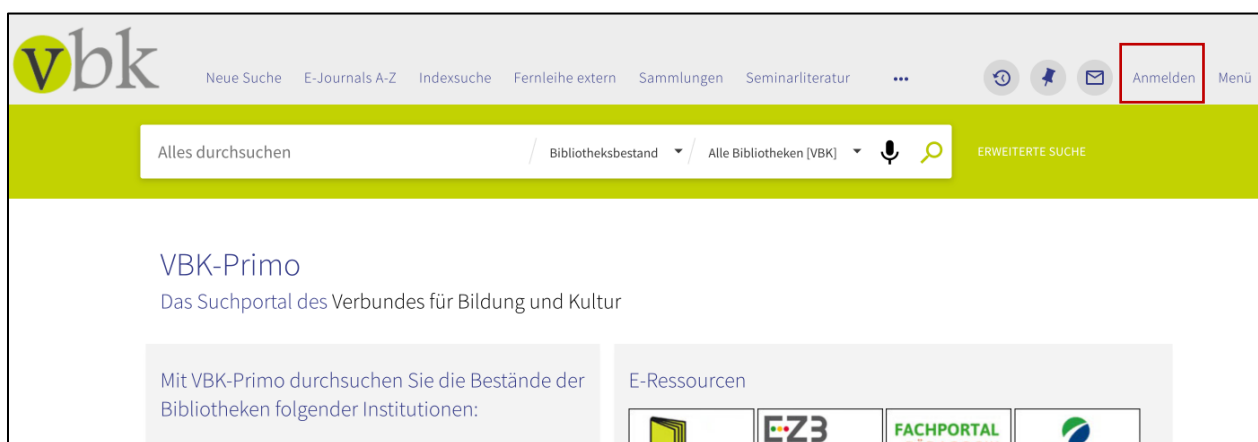 vbk
Neue Suche E-Journals A-Z Indexsuche Fernleihe extern Sammlungen Seminarliteratur ••• Anmelden Menü
Alles durchsuchen Bibliotheksbestand Alle Bibliotheken [VBK] ERWEITERTE SUCHE
VBK-Primo
Das Suchportal des Verbundes für Bildung und Kultur
Mit VBK-Primo durchsuchen Sie die Bestände der
Bibliotheken folgender Institutionen:
E-Ressourcen
EZB
FACHPORTAL